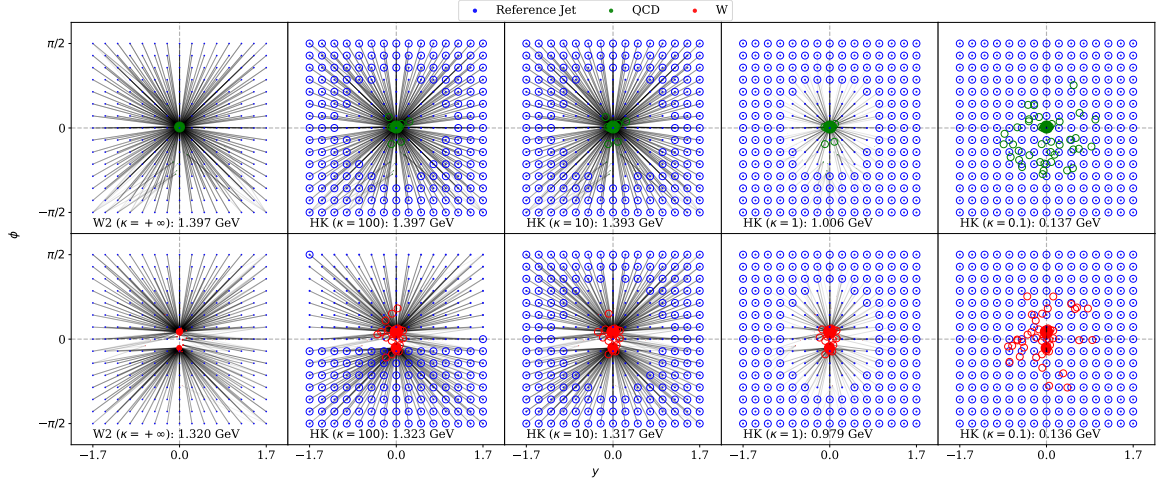 Reference Jet QCD W
π/2
0
−π/2
ϕ
W2 (κ = +∞): 1.397 GeV
HK (κ = 100): 1.397 GeV
HK (κ = 10): 1.393 GeV
HK (κ = 1): 1.006 GeV
HK (κ = 0.1): 0.137 GeV
π/2
0
−π/2
W2 (κ = +∞): 1.320 GeV
HK (κ = 100): 1.323 GeV
HK (κ = 10): 1.317 GeV
HK (κ = 1): 0.979 GeV
HK (κ = 0.1): 0.136 GeV
−1.7 0.0 1.7
−1.7 0.0 1.7
−1.7 0.0 1.7
−1.7 0.0 1.7
−1.7 0.0 1.7
y